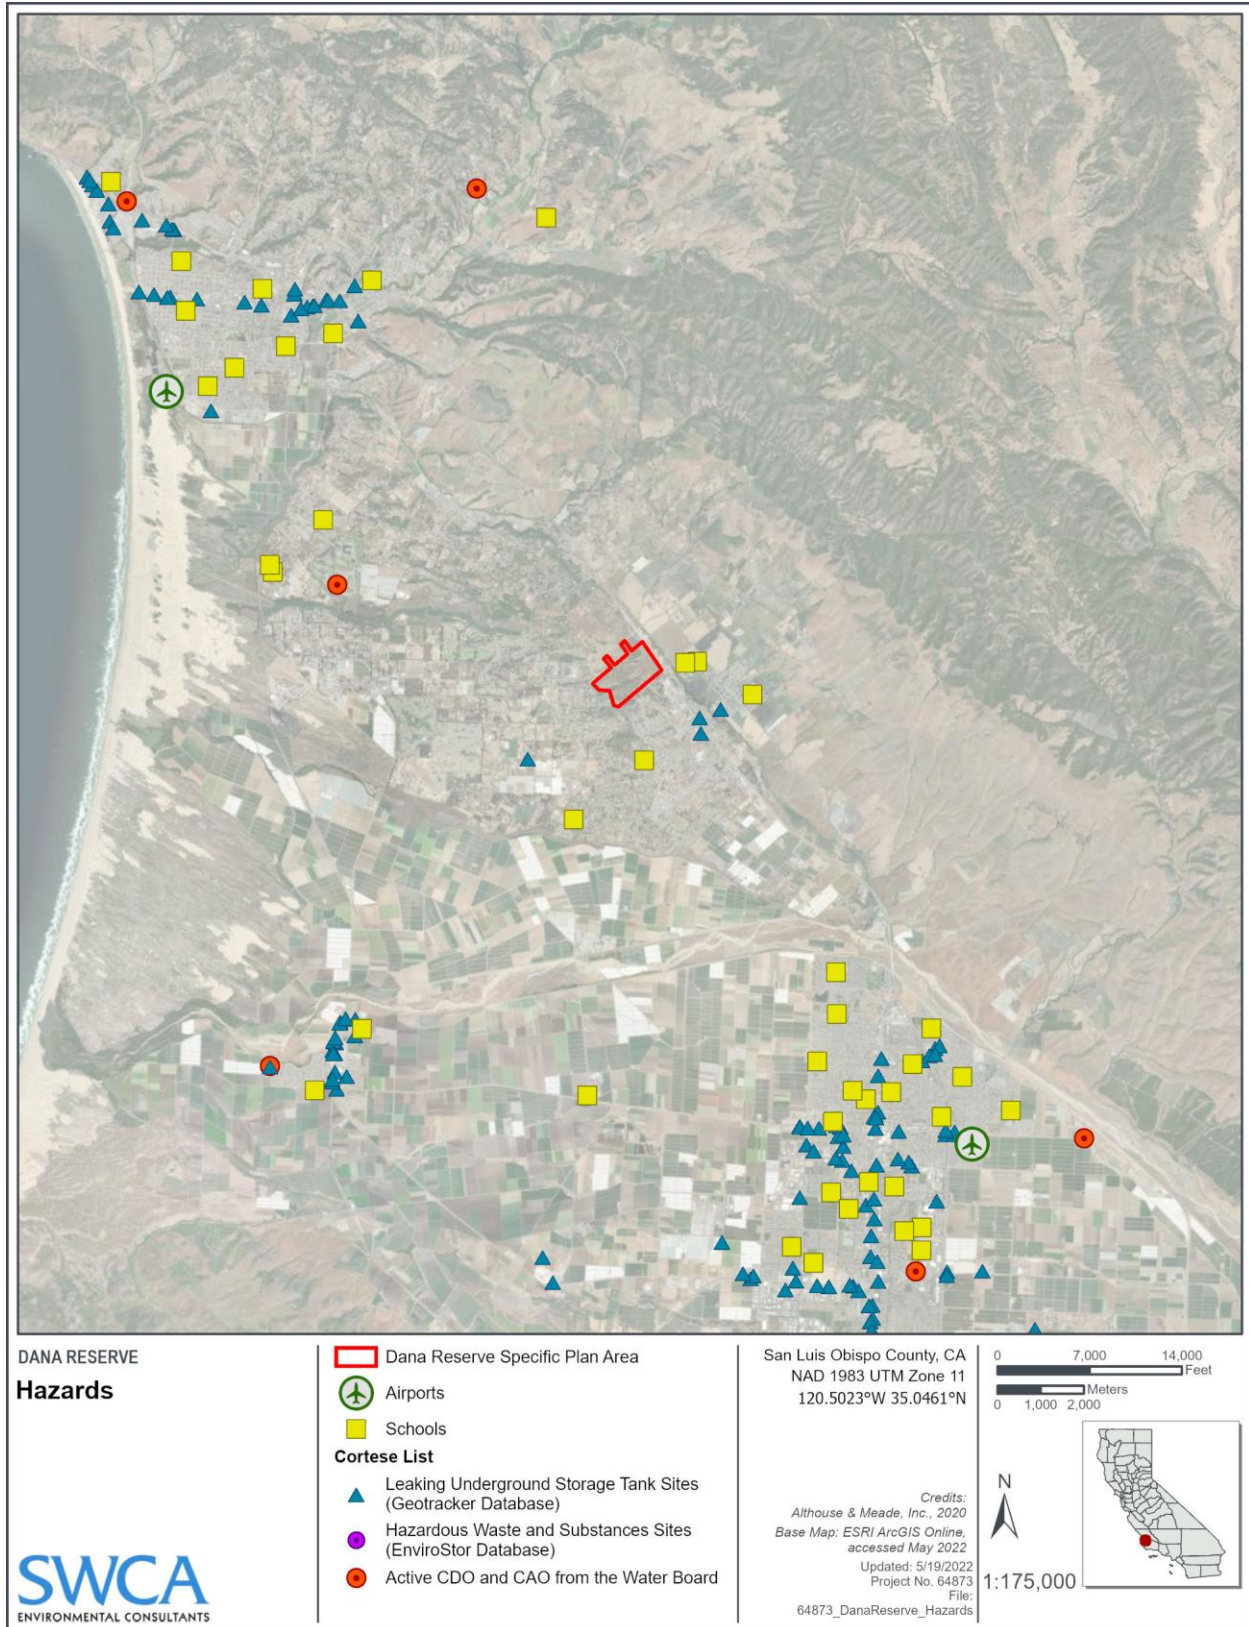 DANA RESERVE
Hazards
SWCA
ENVIRONMENTAL CONSULTANTS
Dana Reserve Specific Plan Area
Airports
Schools
Cortese List
Leaking Underground Storage Tank Sites
(Geotracker Database)
Hazardous Waste and Substances Sites
(EnviroStor Database)
Active CDO and CAO from the Water Board
San Luis Obispo County, CA
NAD 1983 UTM Zone 11
120.5023°W 35.0461°N
Credits:
Althouse & Meade, Inc., 2020
Base Map: ESRI ArcGIS Online,
accessed May 2022
Updated: 5/19/2022
Project No. 64873
File:
64873_DanaReserve_Hazards
0 7,000 14,000
Feet
Meters
0 1,000 2,000
N
1:175,000